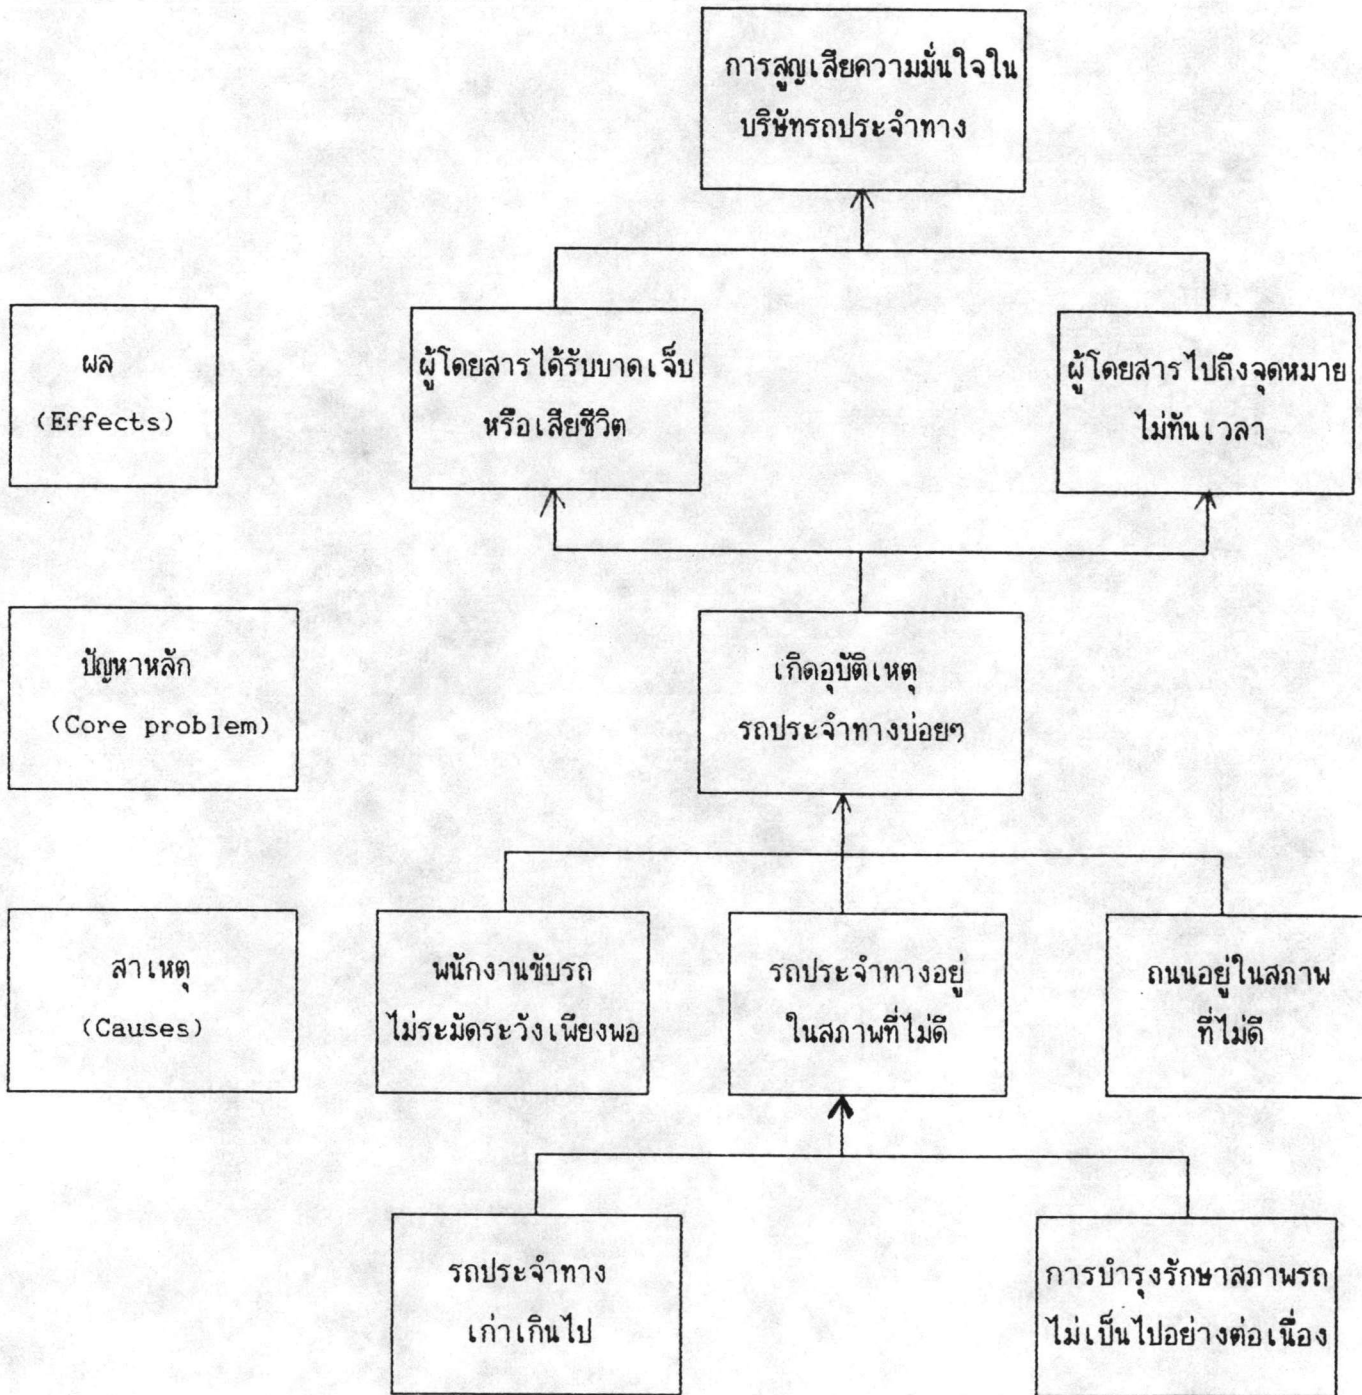 การสูญเสียความมั่นใจใน
บริษัทรถประจำทาง
ผล
(Effects)
ผู้โดยสารได้รับบาดเจ็บ
หรือเสียชีวิต
ผู้โดยสารไปถึงจุดหมาย
ไม่ทันเวลา
ปัญหาหลัก
(Core problem)
เกิดอุบัติเหตุ
รถประจำทางบ่อยๆ
สาเหตุ
(Causes)
พนักงานขับรถ
ไม่ระมัดระวังเพียงพอ
รถประจำทางอยู่
ในสภาพที่ไม่ดี
ถนนอยู่ในสภาพ
ที่ไม่ดี
รถประจำทาง
เก่าเกินไป
การบำรุงรักษาสภาพรถ
ไม่เป็นไปอย่างต่อเนื่อง